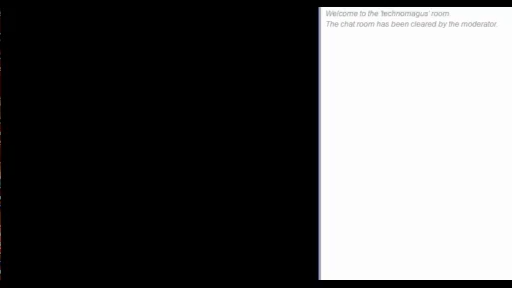 Welcome to the 'technomagus' room.
The chat room has been cleared by the moderator.